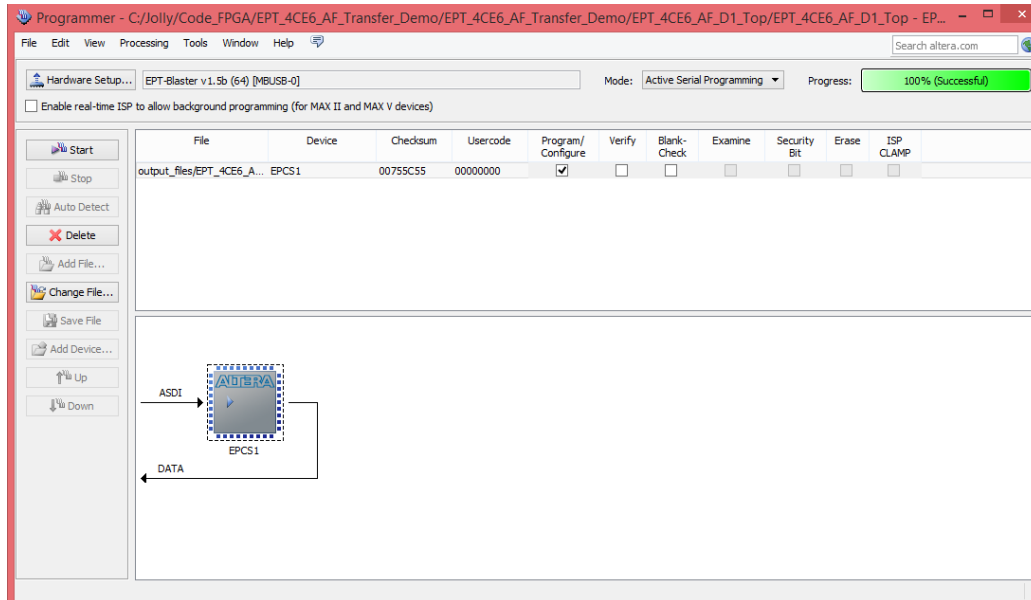 Programmer - C:/Jolly/Code_FPGA/EPT_4CE6_AF_Transfer_Demo/EPT_4CE6_AF_Transfer_Demo/EPT_4CE6_AF_D1_Top/EPT_4CE6_AF_D1_Top - EP...
File Edit View Processing Tools Window Help
Search altera.com
Hardware Setup... EPT-Blaster v1.5b (64) [MBUSB-0] Mode: Active Serial Programming Progress: 100% (Successful)
Enable real-time ISP to allow background programming (for MAX II and MAX V devices)
Start
Stop
Auto Detect
Delete
Add File...
Change File...
Save File
Add Device...
Up
Down
File Device Checksum Usercode Program/ Verify Blank- Examine Security Erase ISP
Configure Check Bit CLAMP
output_files/EPT_4CE6_A... EPCS1 00755C55 00000000
ALTERA
ASDI
EPCS1
DATA